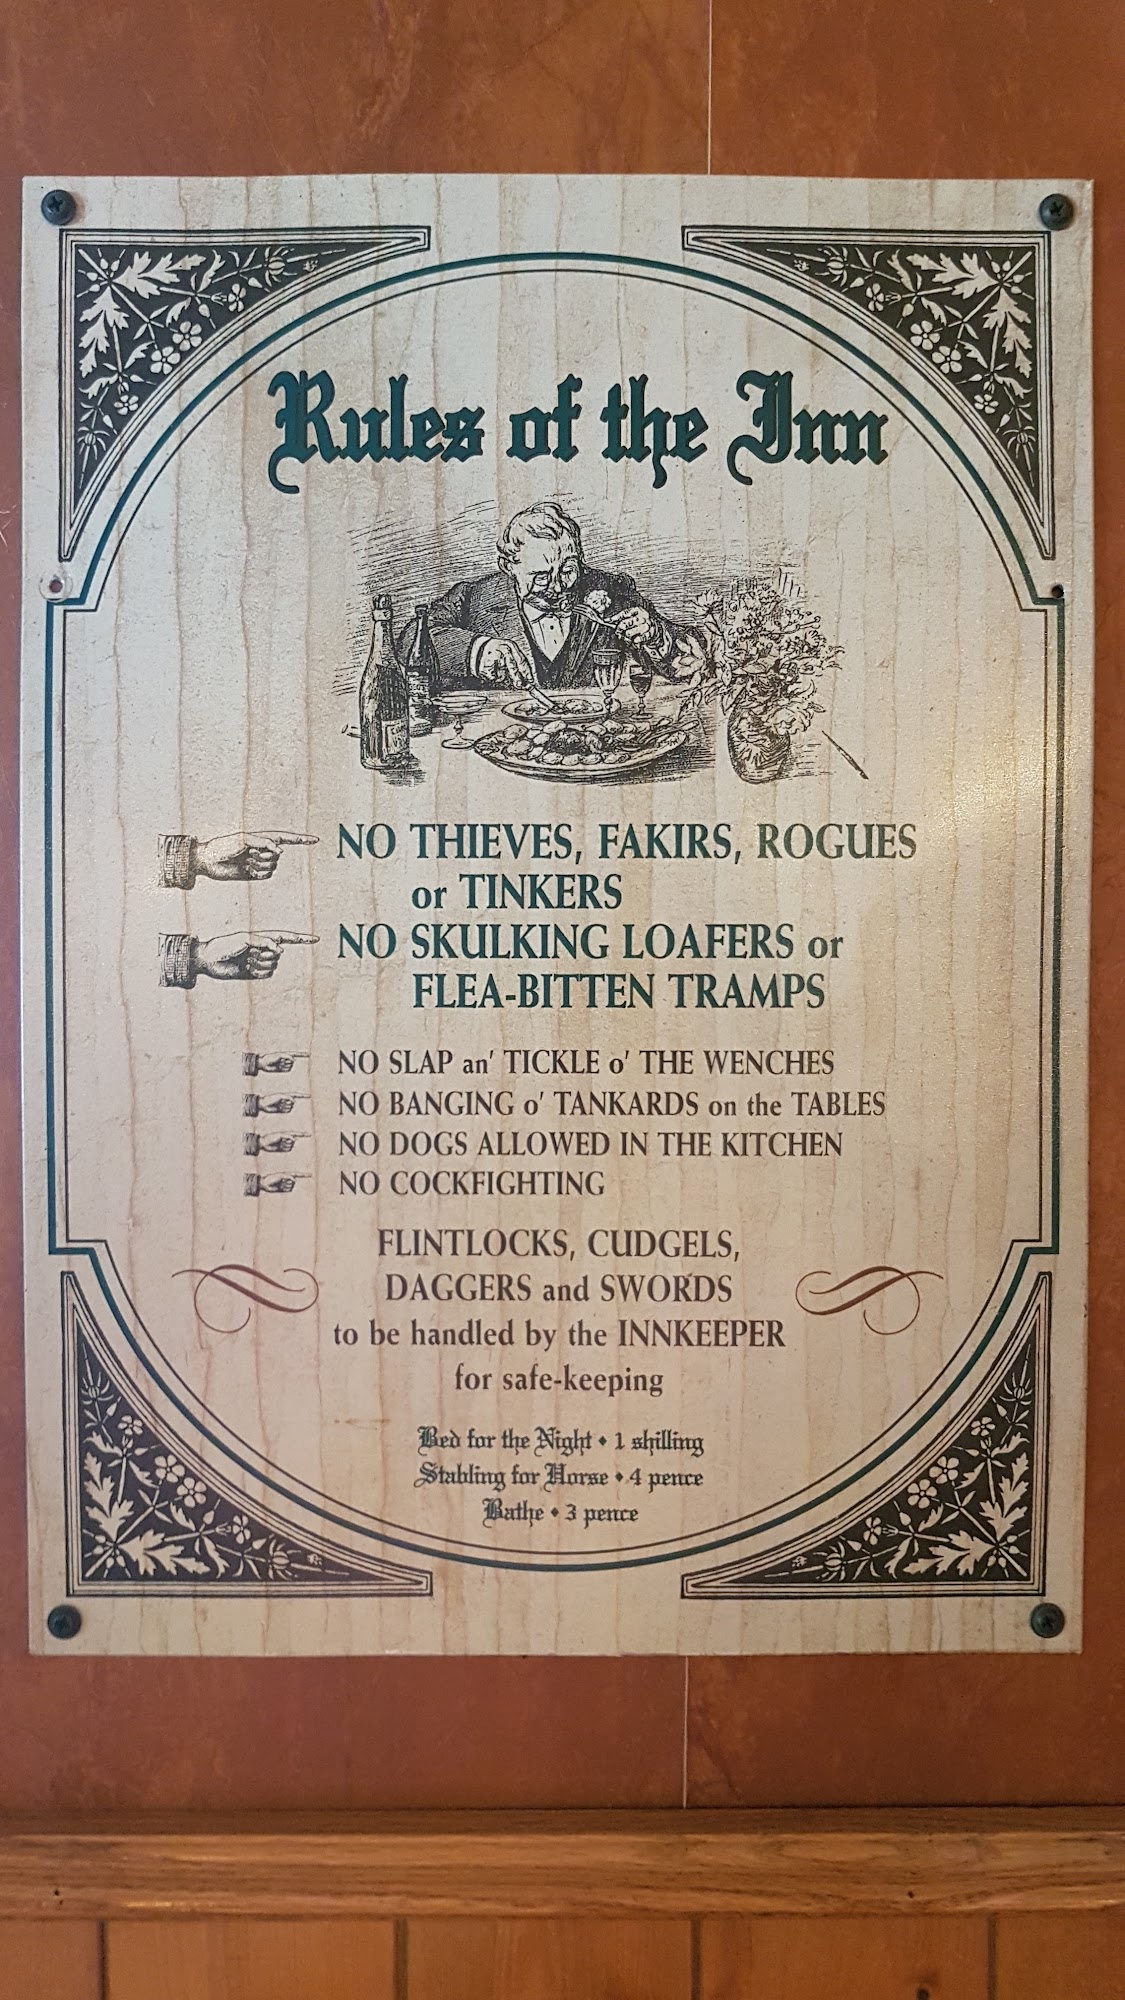 Rules of the Inn
NO THIEVES, FAKIRS, ROGUES
or TINKERS
NO SKULKING LOAFERS or
FLEA-BITTEN TRAMPS
NO SLAP an' TICKLE o' THE WENCHES
NO BANGING o' TANKARDS on the TABLES
NO DOGS ALLOWED IN THE KITCHEN
NO COCKFIGHTING
FLINTLOCKS, CUDGELS,
DAGGERS and SWORDS
to be handled by the INNKEEPER
for safe-keeping
Bed for the Night • 1 shilling
Stabling for Horse • 4 pence
Bathe • 3 pence